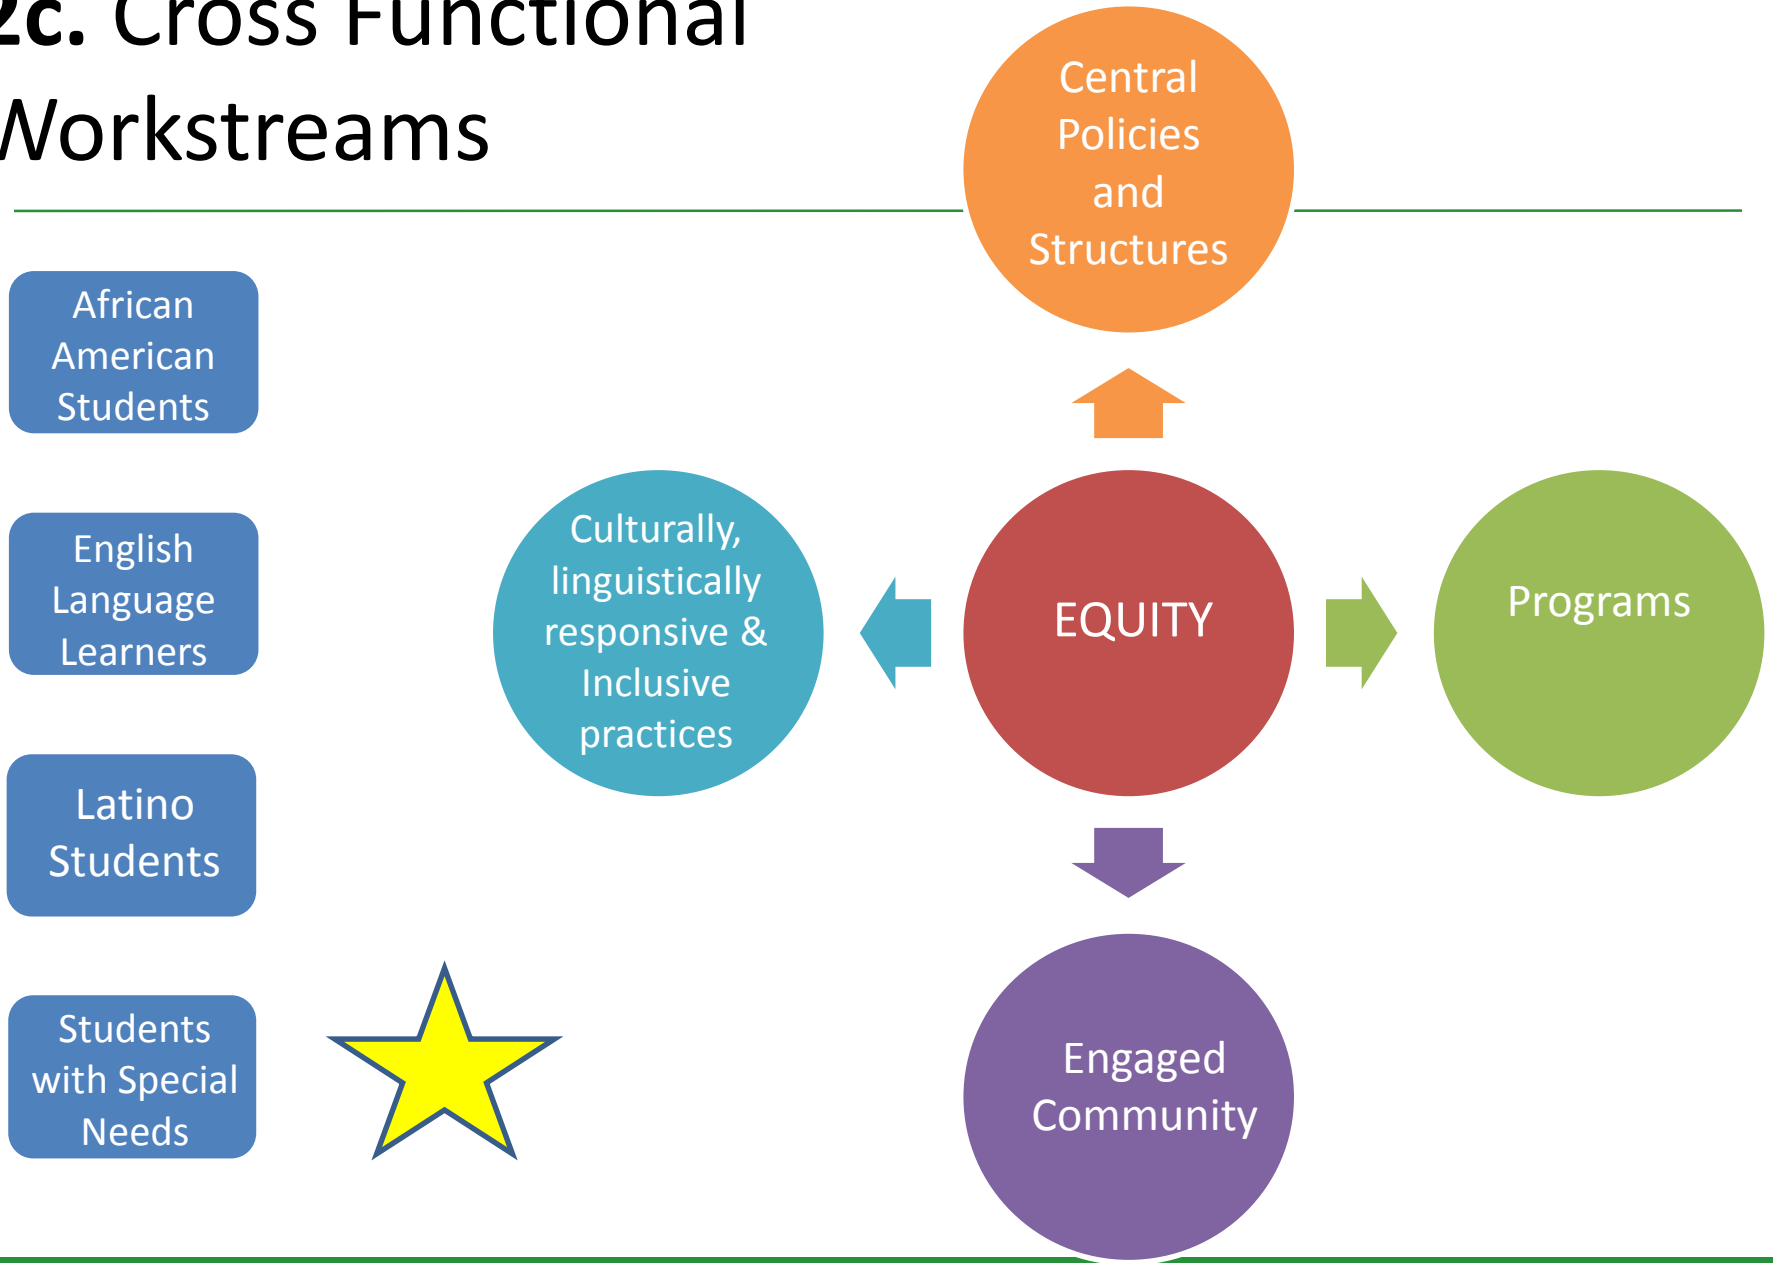 2c. Cross Functional
Workstreams
Central
Policies
and
Structures
African
American
Students
English
Language
Learners
Latino
Students
Students
with Special
Needs
Culturally,
linguistically
responsive &
Inclusive
practices
EQUITY
Programs
Engaged
Community